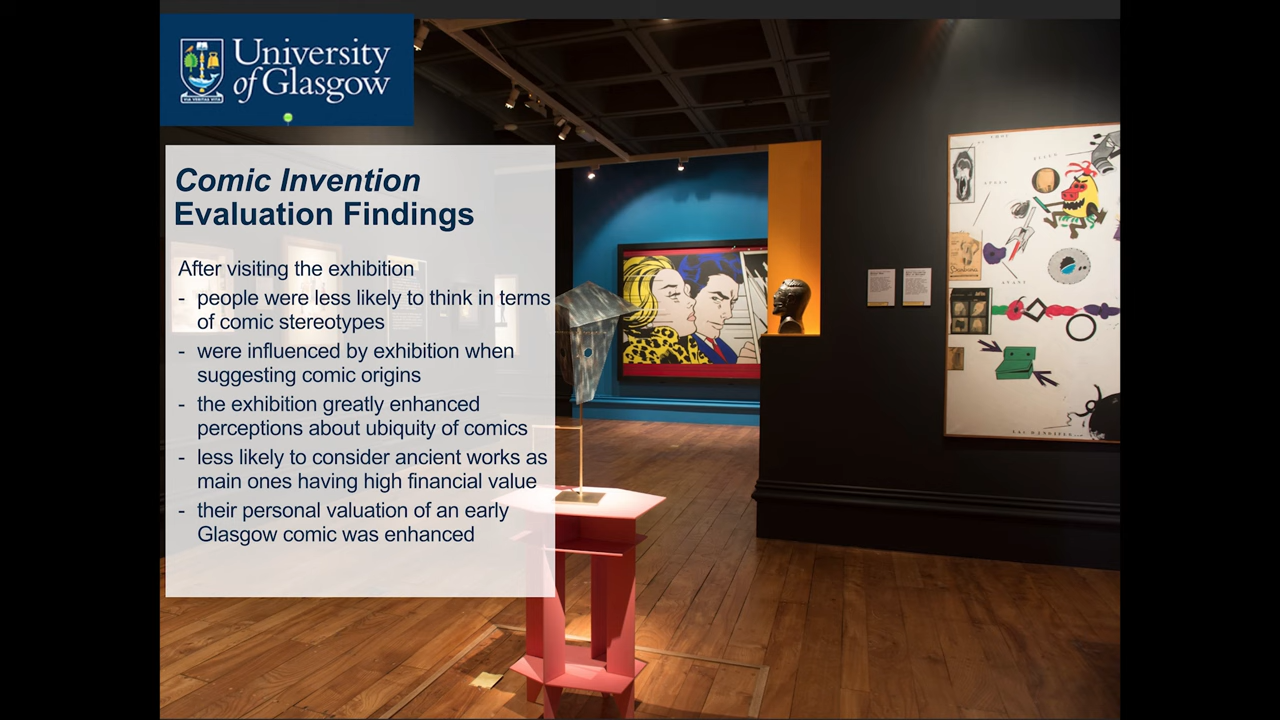 University
of Glasgow
VIA VERITAS VITA
Comic Invention
Evaluation Findings
After visiting the exhibition
- people were less likely to think in terms
of comic stereotypes
- were influenced by exhibition when
suggesting comic origins
- the exhibition greatly enhanced
perceptions about ubiquity of comics
- less likely to consider ancient works as
main ones having high financial value
- their personal valuation of an early
Glasgow comic was enhanced